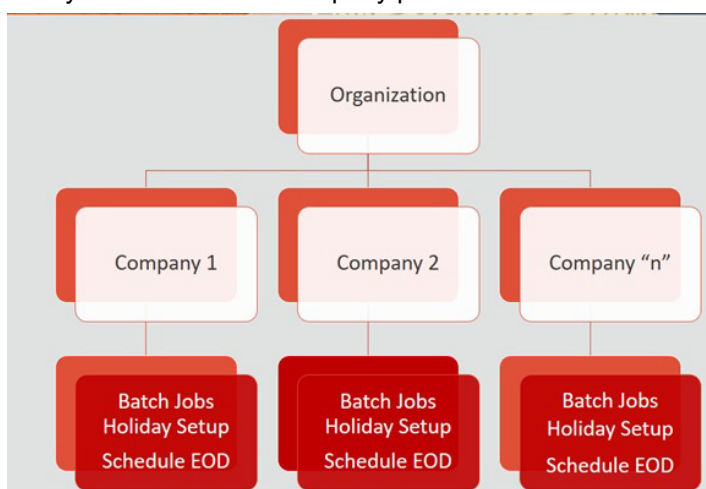 Organization
Company 1
Company 2
Company “n”
Batch Jobs
Holiday Setup
Schedule EOD
Batch Jobs
Holiday Setup
Schedule EOD
Batch Jobs
Holiday Setup
Schedule EOD